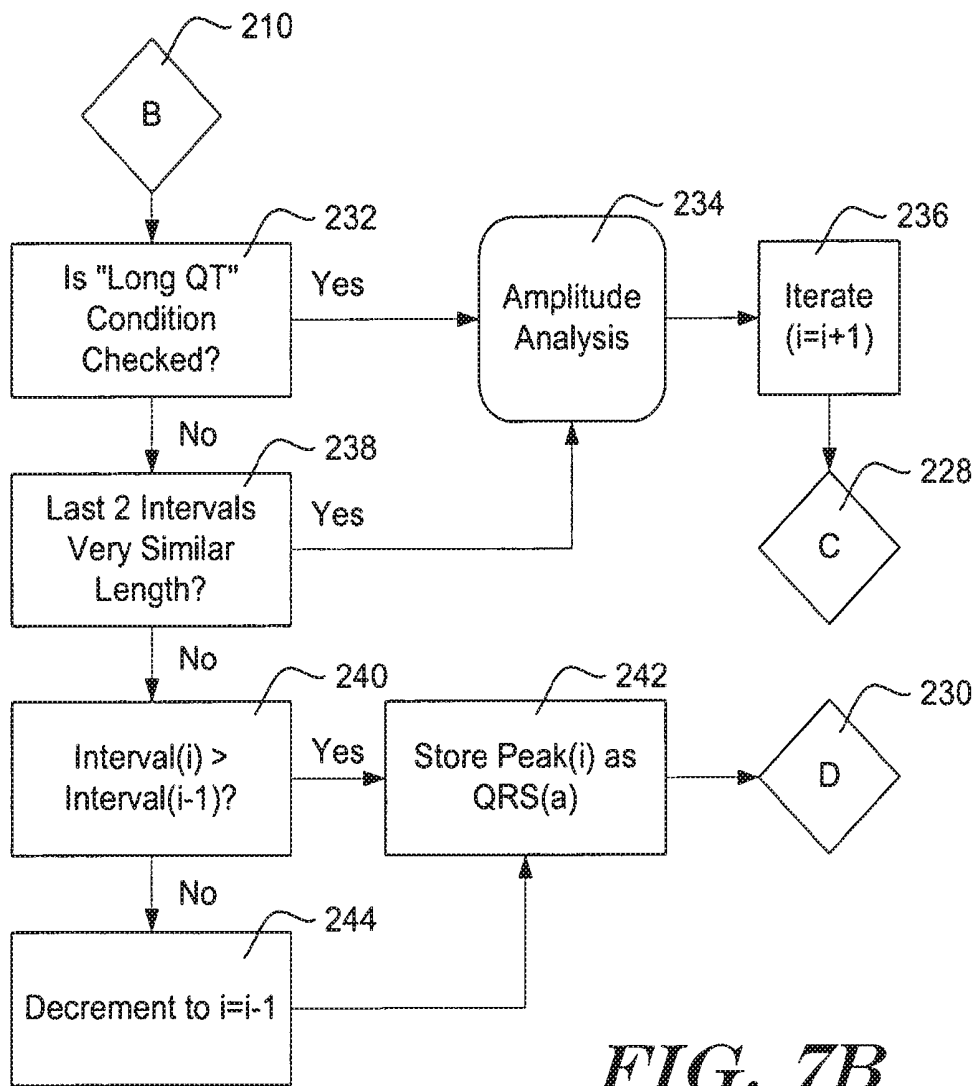 210
B
232
Is "Long QT"
Condition
Checked?
Yes
234
Amplitude
Analysis
236
Iterate
(i=i+1)
No
238
Last 2 Intervals
Very Similar
Length?
Yes
228
C
No
240
Interval(i) >
Interval(i-1)?
Yes
242
Store Peak(i) as
QRS(a)
230
D
No
244
Decrement to i=i-1
FIG. 7B